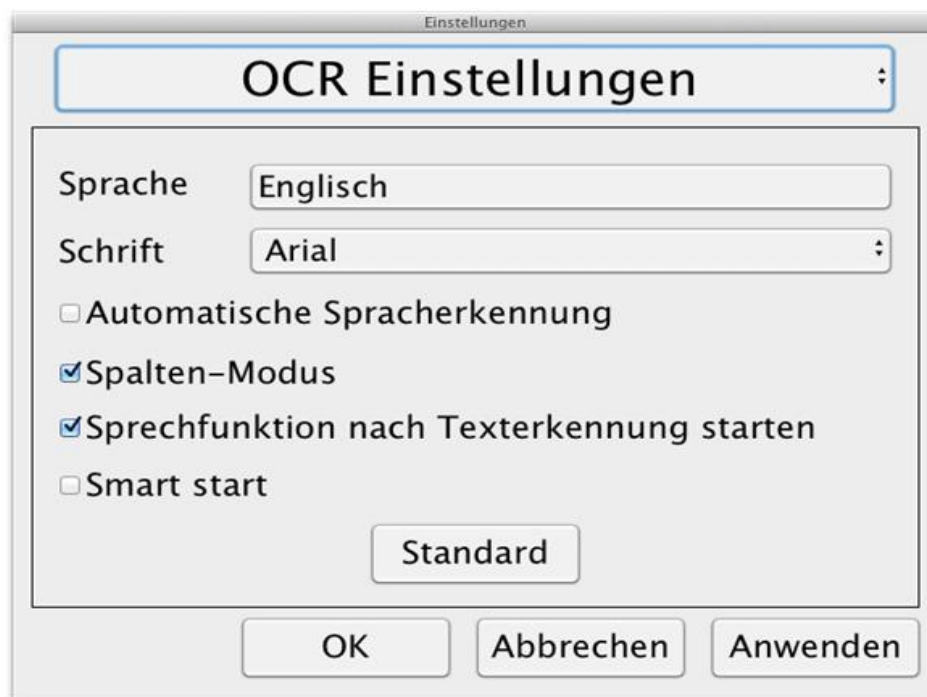 Einstellungen
OCR Einstellungen
Sprache Englisch
Schrift Arial
Automatische Spracherkennung
Spalten-Modus
Sprechfunktion nach Texterkennung starten
Smart start
Standard
OK Abbrechen Anwenden